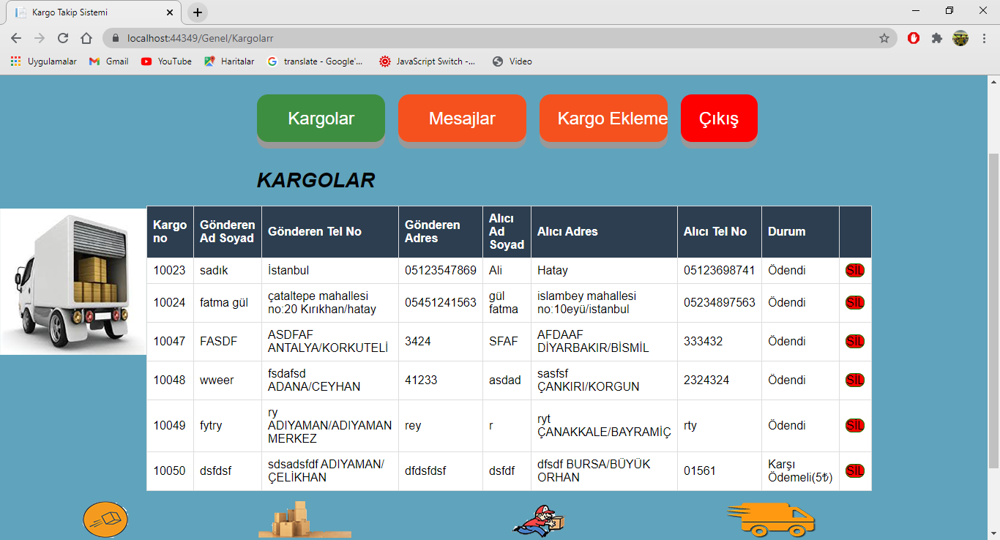 Kargo Takip Sistemi
localhost:44349/Genel/Kargolarr
Uygulamalar Gmail YouTube Haritalar translate - Google'... JavaScript Switch -... Video
Kargolar Mesajlar Kargo Ekleme Çıkış
KARGOLAR
Kargo no Gönderen Ad Soyad Gönderen Tel No Gönderen Adres Alıcı Ad Soyad Alıcı Adres Alıcı Tel No Durum
10023 sadık İstanbul 05123547869 Ali Hatay 05123698741 Ödendi SİL
10024 fatma gül çataltepe mahallesi no:20 Kırıkhan/hatay 05451241563 gül fatma islambey mahallesi no:10eyü/istanbul 05234897563 Ödendi SİL
10047 FASDF ASDFAF ANTALYA/KORKUTELİ 3424 SFAF AFDAAF DİYARBAKIR/BİSMİL 333432 Ödendi SİL
10048 wweer fsdafsd ADANA/CEYHAN 41233 asdad sasfsf ÇANKIRI/KORGUN 2324324 Ödendi SİL
10049 fytry ry ADIYAMAN/ADIYAMAN MERKEZ rey r ryt ÇANAKKALE/BAYRAMİÇ rty Ödendi SİL
10050 dsfdsf sdsadsfdf ADIYAMAN/ÇELİKHAN dfdsfdsf dsfdf dfsdf BURSA/BÜYÜK ORHAN 01561 Karşı Ödemeli(5₺) SİL